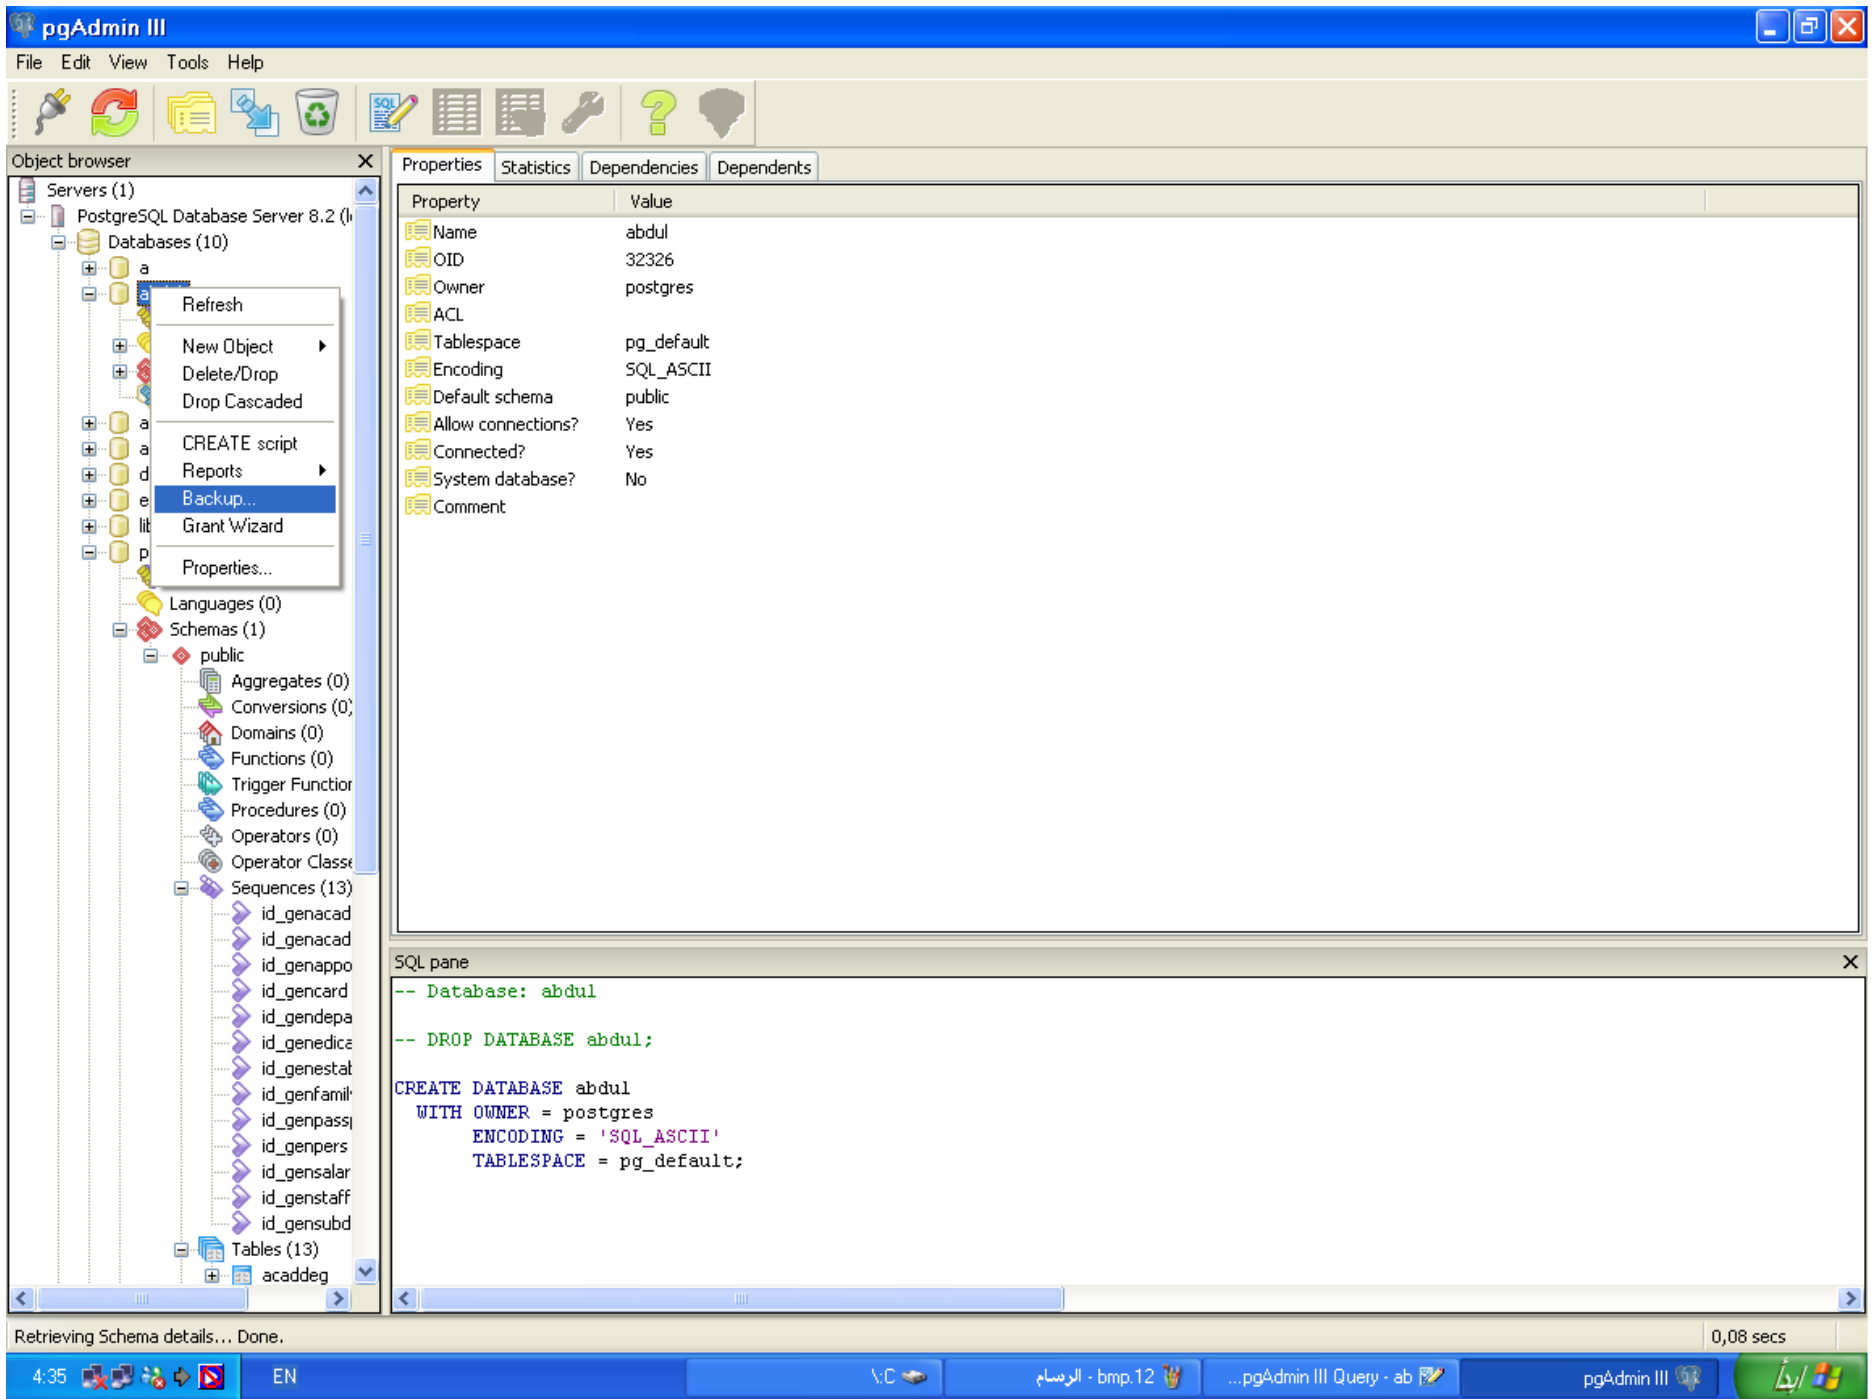 pgAdmin III
File Edit View Tools Help
SQL
Object browser
Servers (1)
PostgreSQL Database Server 8.2 (l
Databases (10)
a
a
Refresh
New Object
Delete/Drop
Drop Cascaded
CREATE script
Reports
Backup...
Grant Wizard
Properties...
a
a
d
e
lit
p
Languages (0)
Schemas (1)
public
Aggregates (0)
Conversions (0)
Domains (0)
Functions (0)
Trigger Function
Procedures (0)
Operators (0)
Operator Classe
Sequences (13)
id_genacad
id_genacad
id_genappo
id_gencard
id_gendepa
id_genedica
id_genestab
id_genfamil
id_genpass
id_genpers
id_gensalar
id_genstaff
id_gensubd
Tables (13)
acaddeg
Properties Statistics Dependencies Dependents
Property Value
Name abdul
OID 32326
Owner postgres
ACL
Tablespace pg_default
Encoding SQL_ASCII
Default schema public
Allow connections? Yes
Connected? Yes
System database? No
Comment
SQL pane
-- Database: abdul
-- DROP DATABASE abdul;
CREATE DATABASE abdul
WITH OWNER = postgres
ENCODING = 'SQL_ASCII'
TABLESPACE = pg_default;
Retrieving Schema details... Done.
0,08 secs
4:35
EN
\:C
bmp.12 - الرسام
...pgAdmin III Query - ab
pgAdmin III
ابدأ